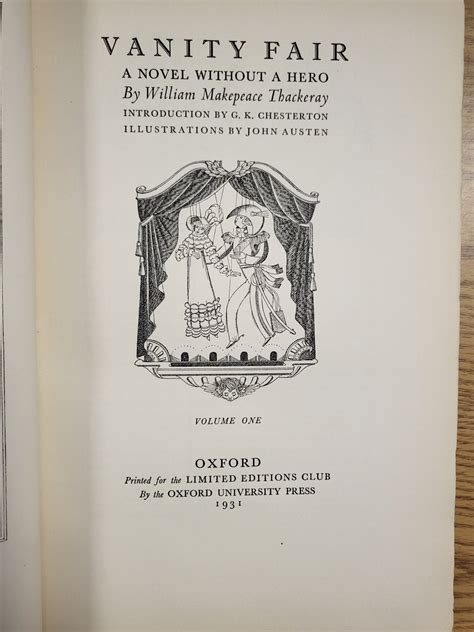 VANITY FAIR
A NOVEL WITHOUT A HERO
By William Makepeace Thackeray
INTRODUCTION BY G. K. CHESTERTON
ILLUSTRATIONS BY JOHN AUSTEN
VOLUME ONE
OXFORD
Printed for the LIMITED EDITIONS CLUB
By the OXFORD UNIVERSITY PRESS
1931